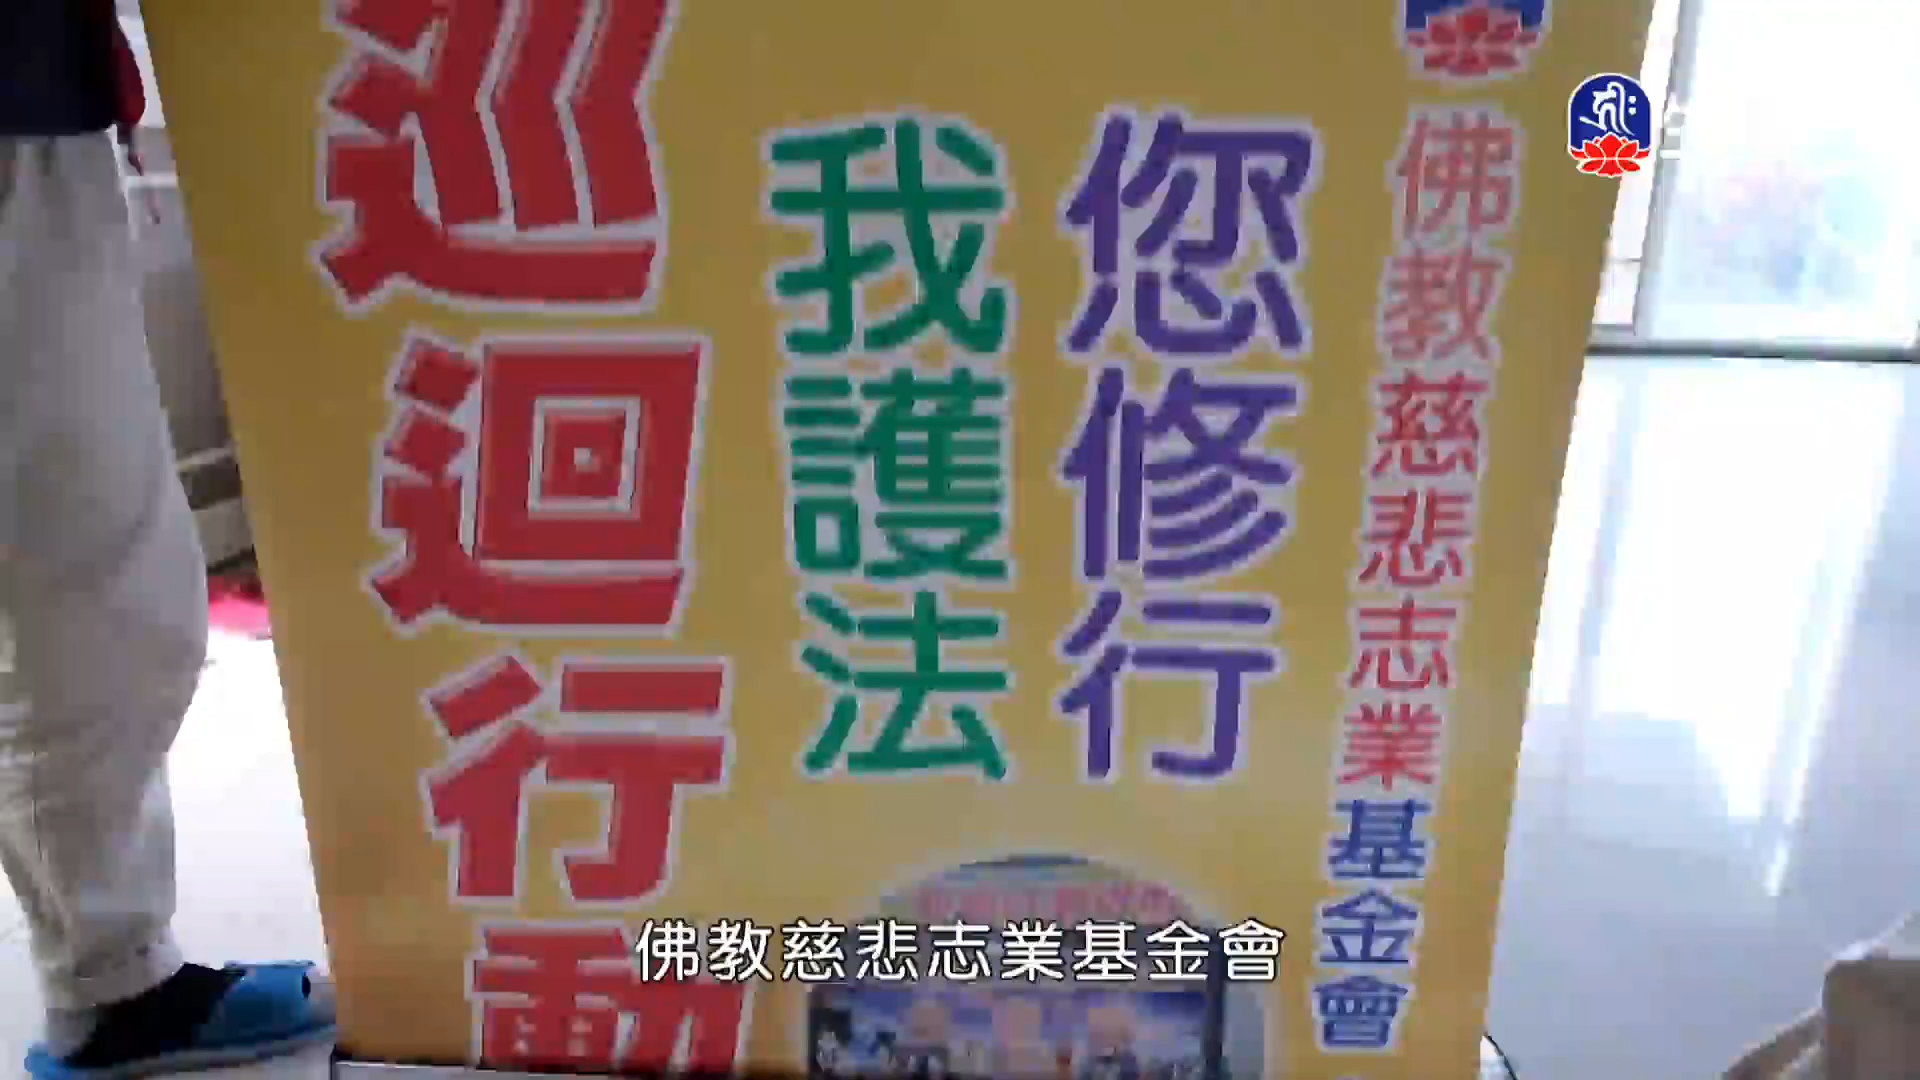 佛教慈悲志業基金會
您修行
我護法
巡迴行動
佛教慈悲志業基金會